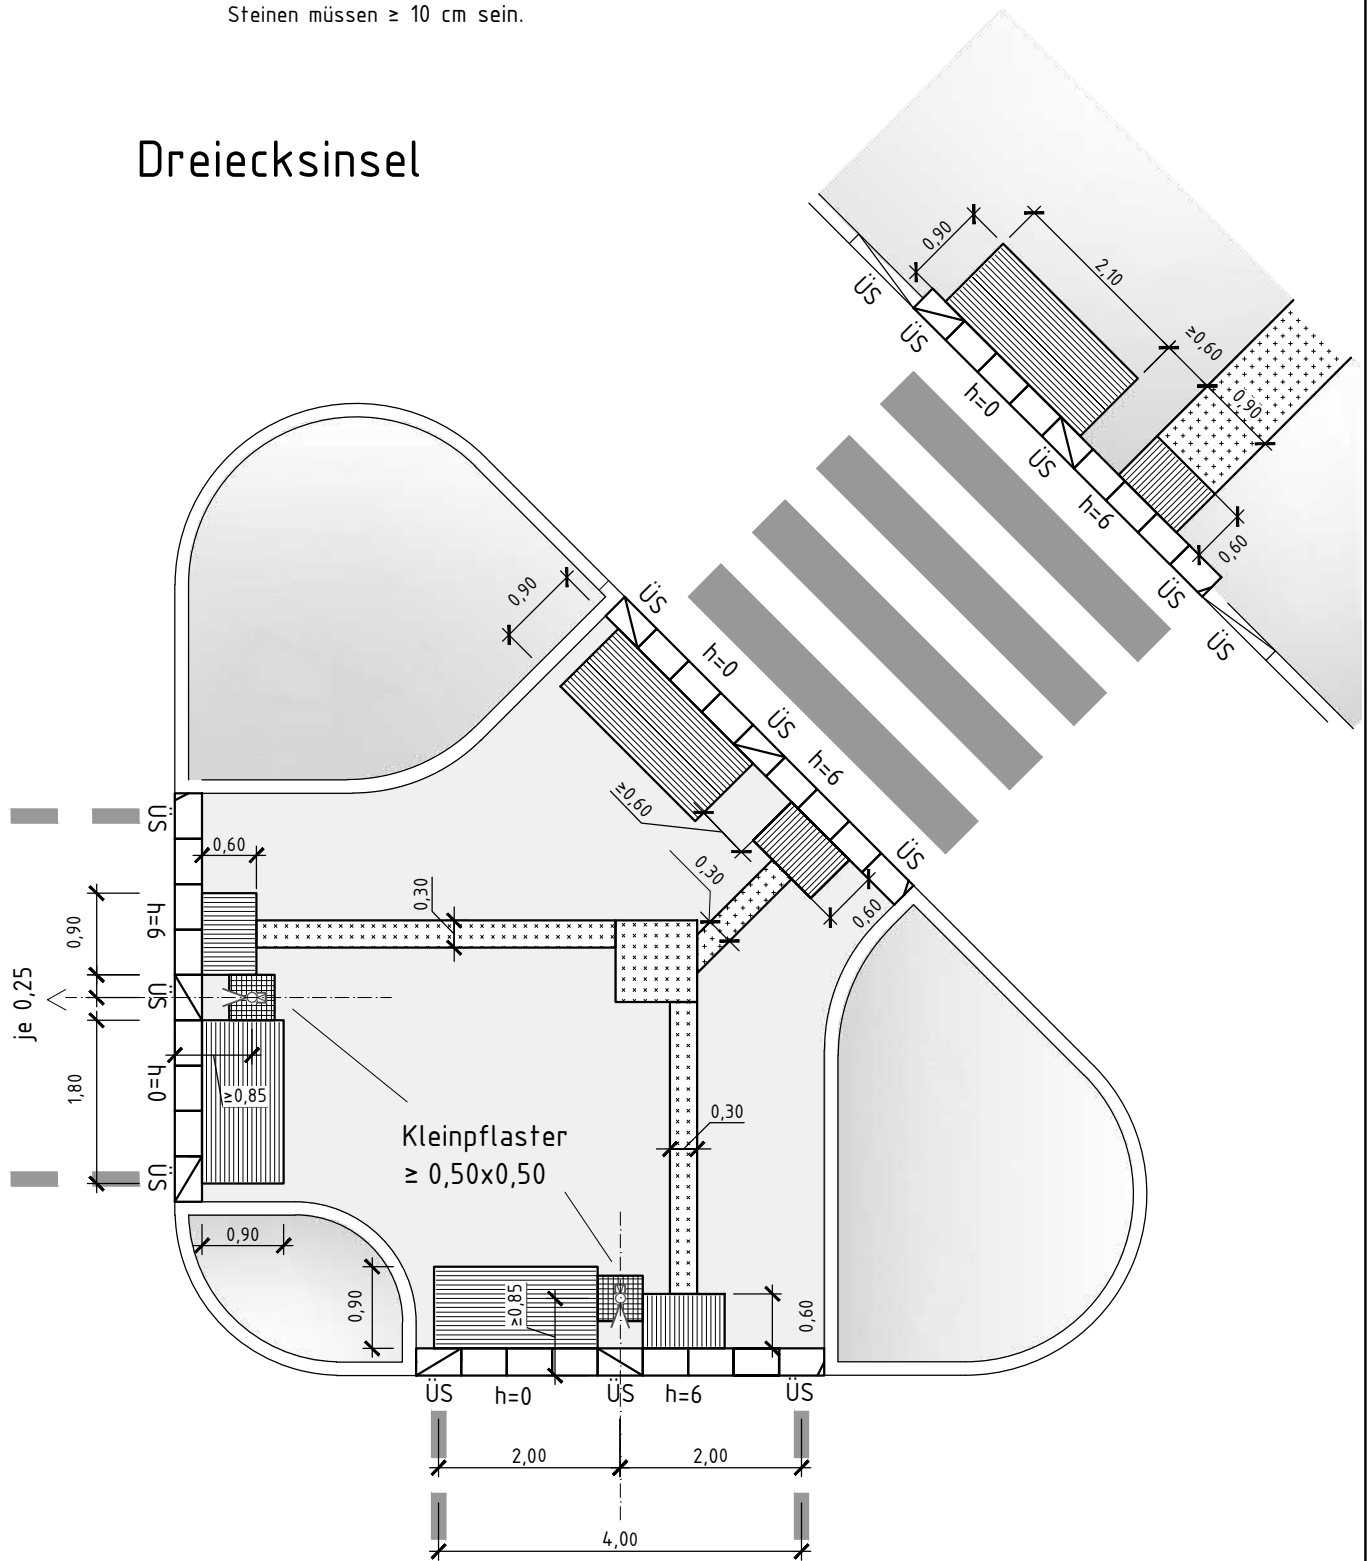 Steinen müssen ≥ 10 cm sein.
Dreiecksinsel
0,90
2,10
≥0,60
0,90
ÜS
ÜS
h=0
ÜS
h=6
0,60
ÜS
ÜS
0,90
ÜS
h=0
ÜS
h=6
ÜS
≥0,60
0,30
0,60
ÜS
0,60
0,30
0,90
h=6
je 0,25
ÜS
1,80
h=0
≥0,85
0,30
Kleinpflaster
≥ 0,50x0,50
ÜS
0,90
0,90
≥0,85
0,60
ÜS h=0 ÜS h=6 ÜS
2,00 2,00
4,00